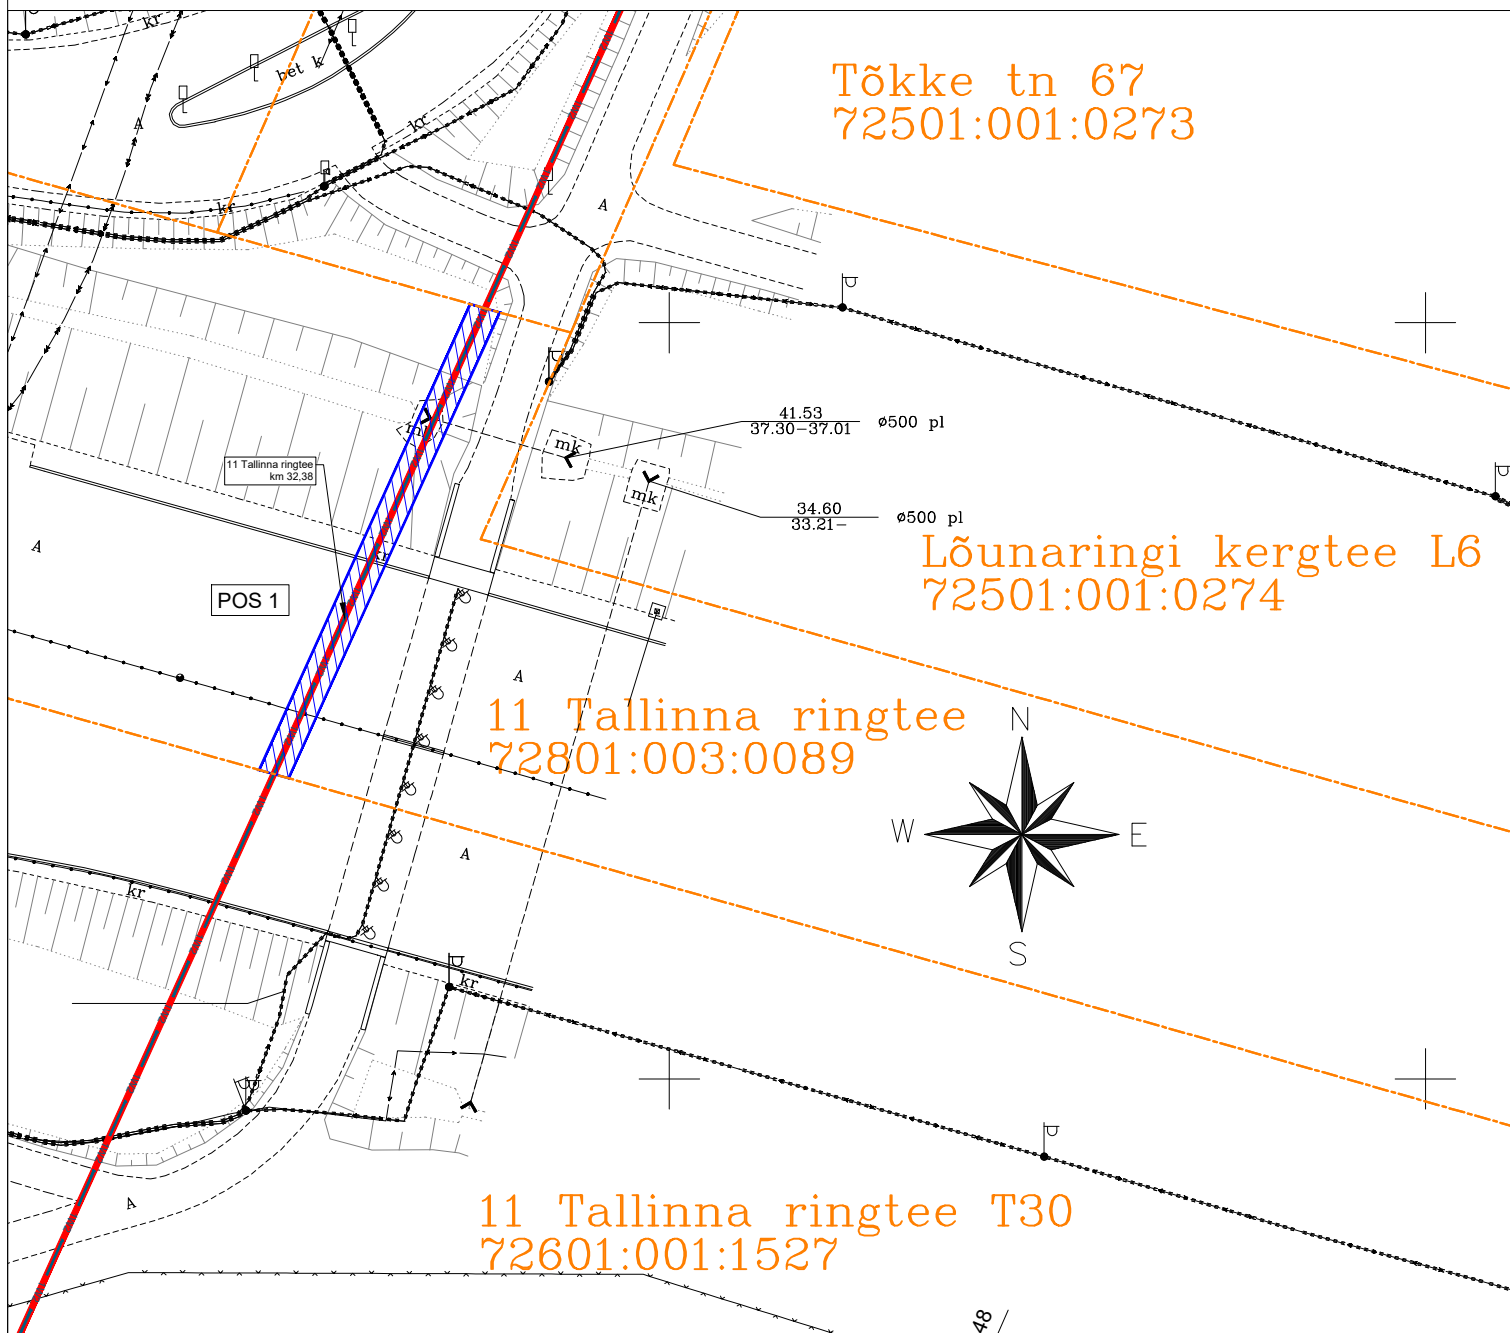 kr
bet k
A
kr
kr
A
Tõkke tn 67
72501:001:0273
41.53
37.30-37.01
ø500 pl
mk
mk
34.60
33.21-
ø500 pl
11 Tallinna ringtee
km 32,38
kr
A
Lõunaringi kergtee L6
72501:001:0274
POS 1
A
11 Tallinna ringtee
72801:003:0089
N
W
E
S
A
kr
kr
A
11 Tallinna ringtee T30
72601:001:1527
48